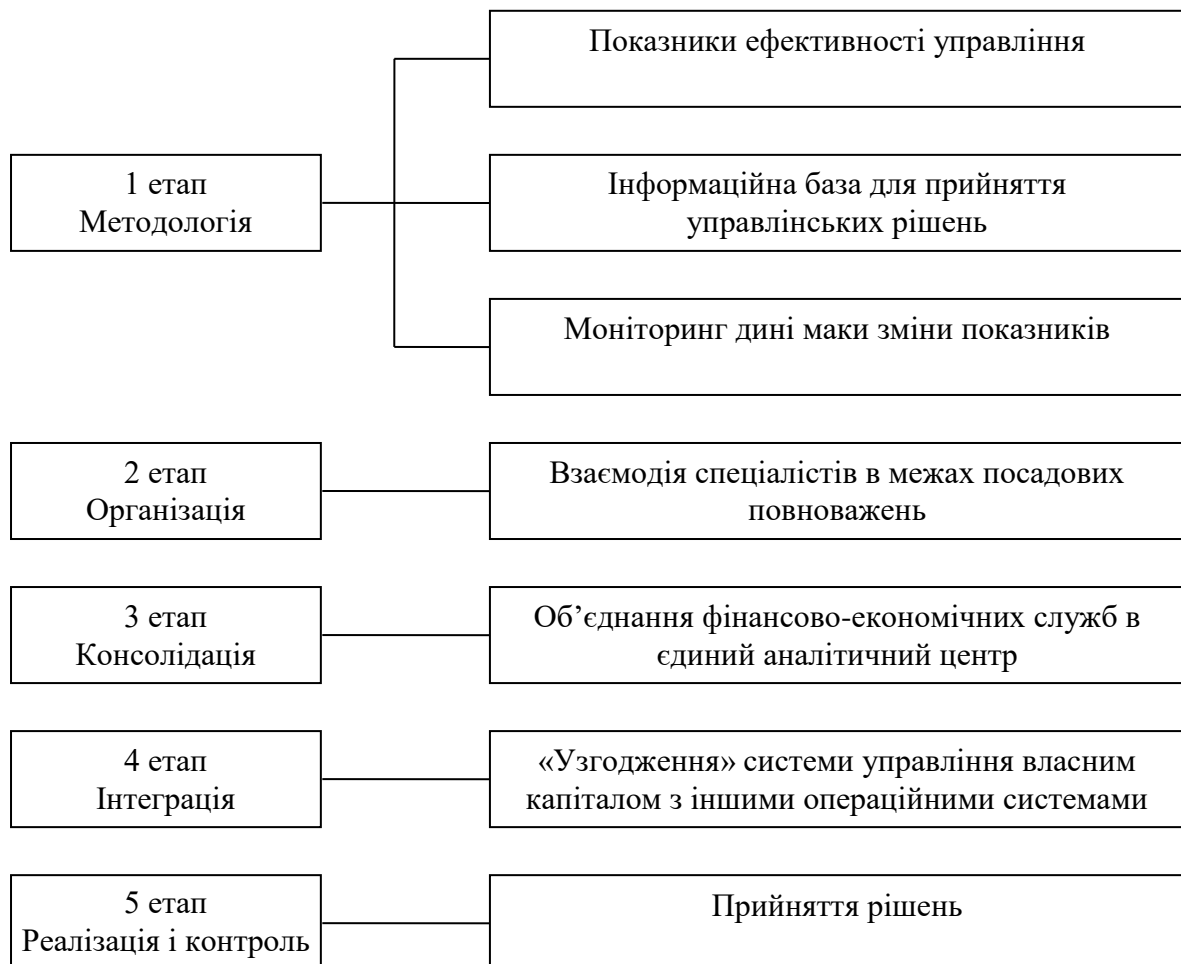 Показники ефективності управління
1 етап
Методологія
Інформаційна база для прийняття
управлінських рішень
Моніторинг дині маки зміни показників
2 етап
Організація
Взаємодія спеціалістів в межах посадових
повноважень
3 етап
Консолідація
Об’єднання фінансово-економічних служб в
єдиний аналітичний центр
4 етап
Інтеграція
«Узгодження» системи управління власним
капіталом з іншими операційними системами
5 етап
Реалізація і контроль
Прийняття рішень